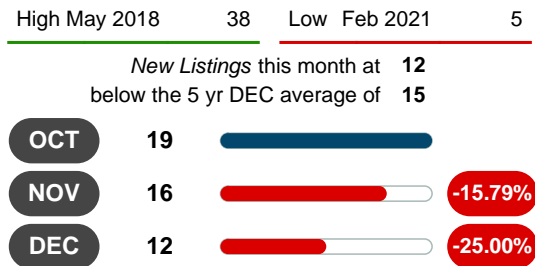 High May 2018 38 Low Feb 2021 5
New Listings this month at 12
below the 5 yr DEC average of 15
OCT 19
NOV 16 -15.79%
DEC 12 -25.00%